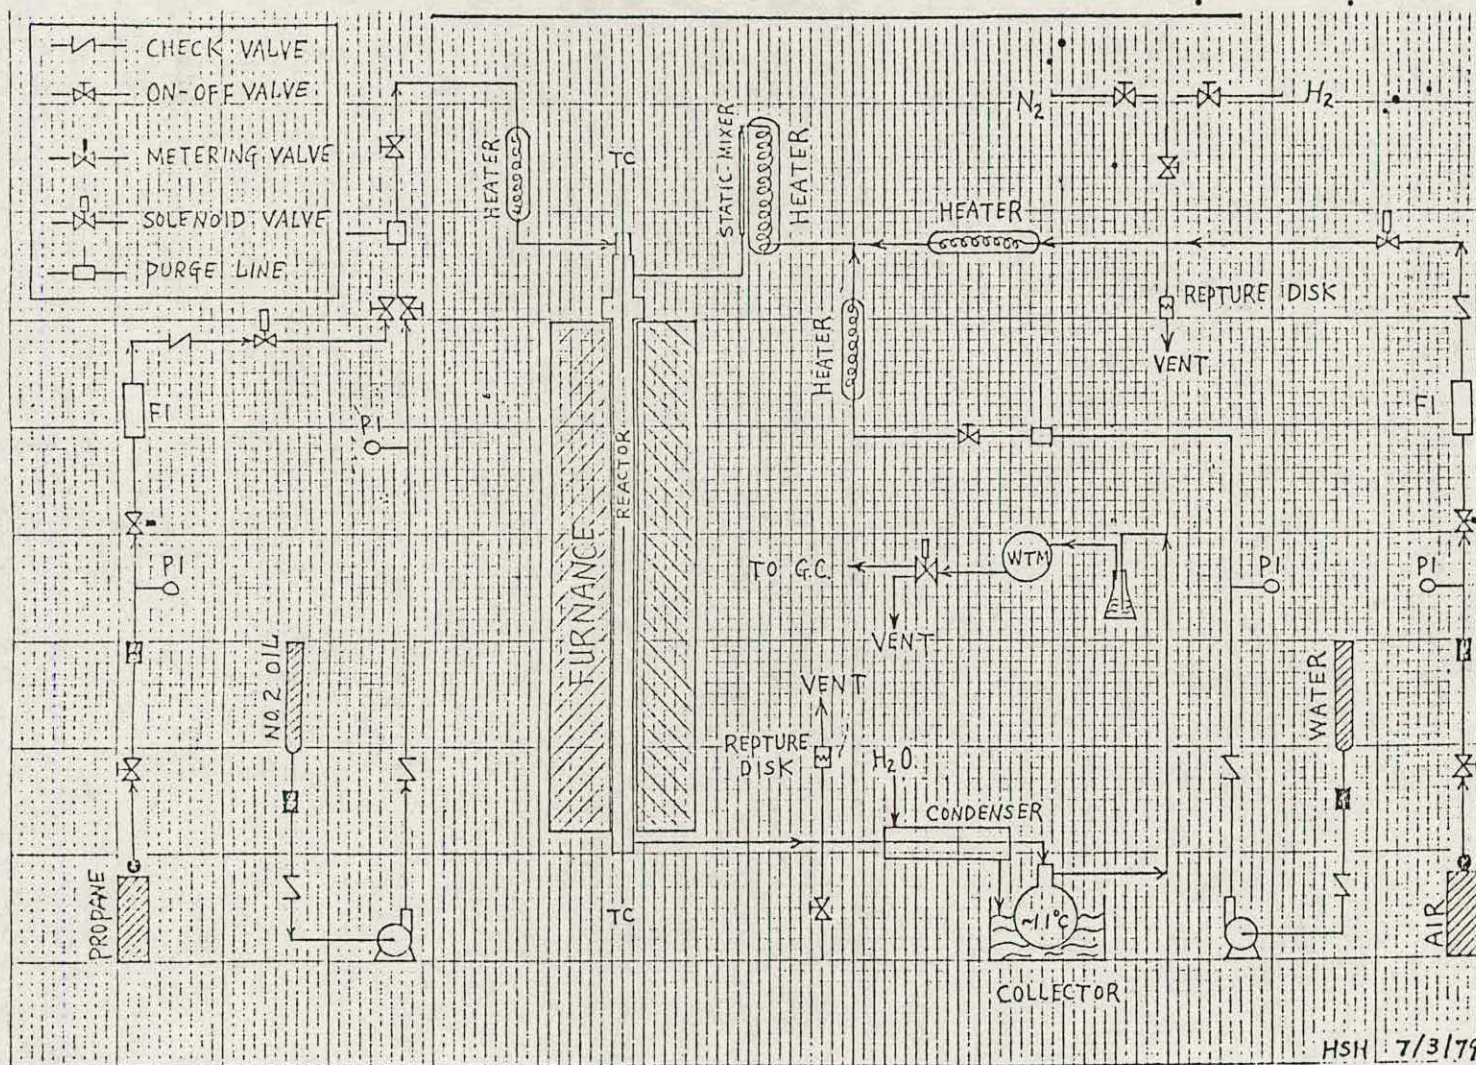 CHECK VALVE
ON-OFF VALVE
METERING VALVE
SOLENOID VALVE
PURGE LINE
HEATER
TC
STATIC MIXER
HEATER
N2
H2
HEATER
REPTURE DISK
VENT
HEATER
FI
PI
PI
REACTOR
FURNANCE
FI
PI
PI
TO G.C.
WTM
VENT
NO. 2 OIL
WATER
VENT
REPTURE
DISK
H2O
CONDENSER
PROPANE
TC
~1.1°C
AIR
COLLECTOR
HSH 7/3/79